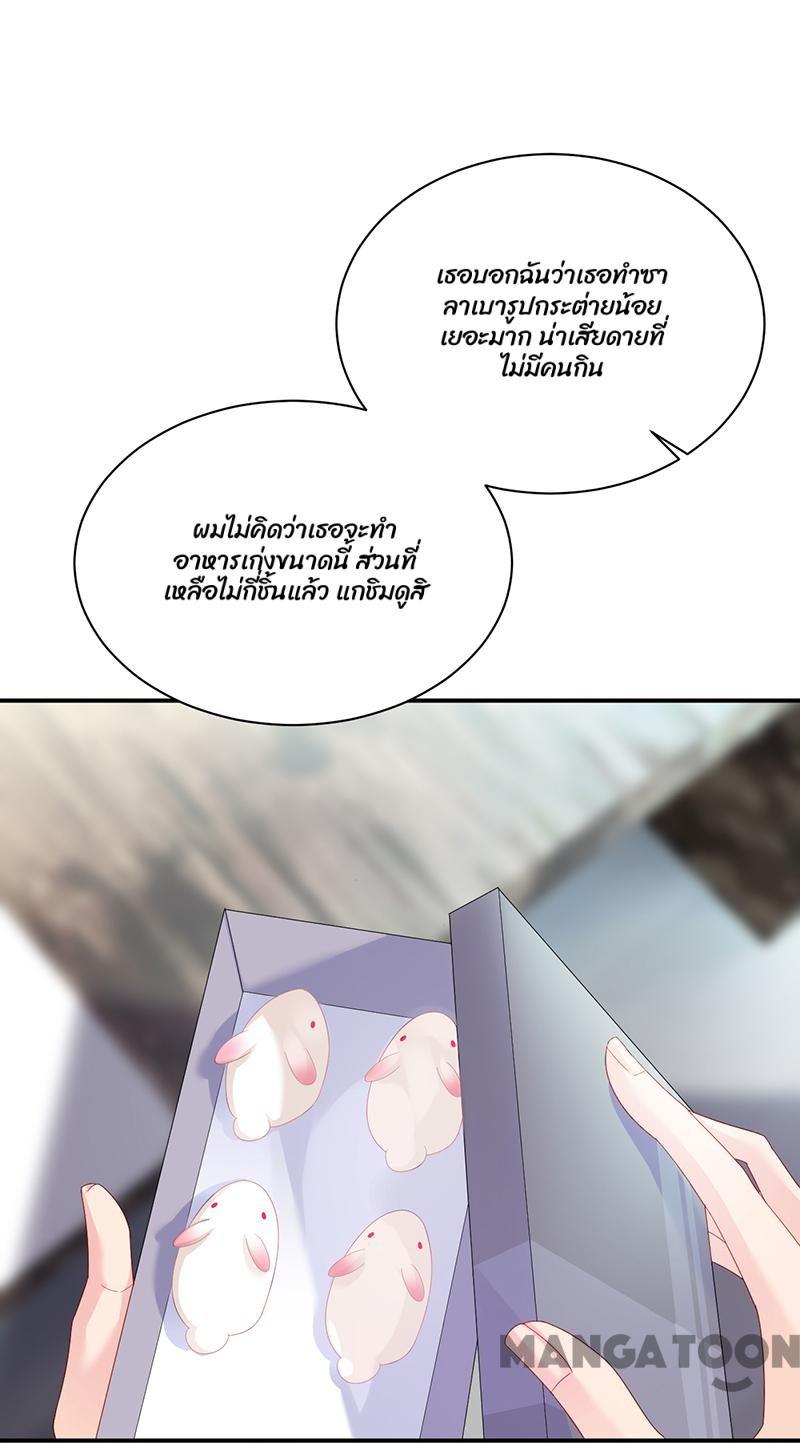 เธอบอกฉันว่าเธอทำซา
ลาเบารูปกระต่ายน้อย
เยอะมาก น่าเสียดายที่
ไม่มีคนกิน
ผมไม่คิดว่าเธอจะทำ
อาหารเก่งขนาดนี้ ส่วนที่
เหลือไม่กี่ชิ้นแล้ว แกชิมดูสิ
MANGATOON